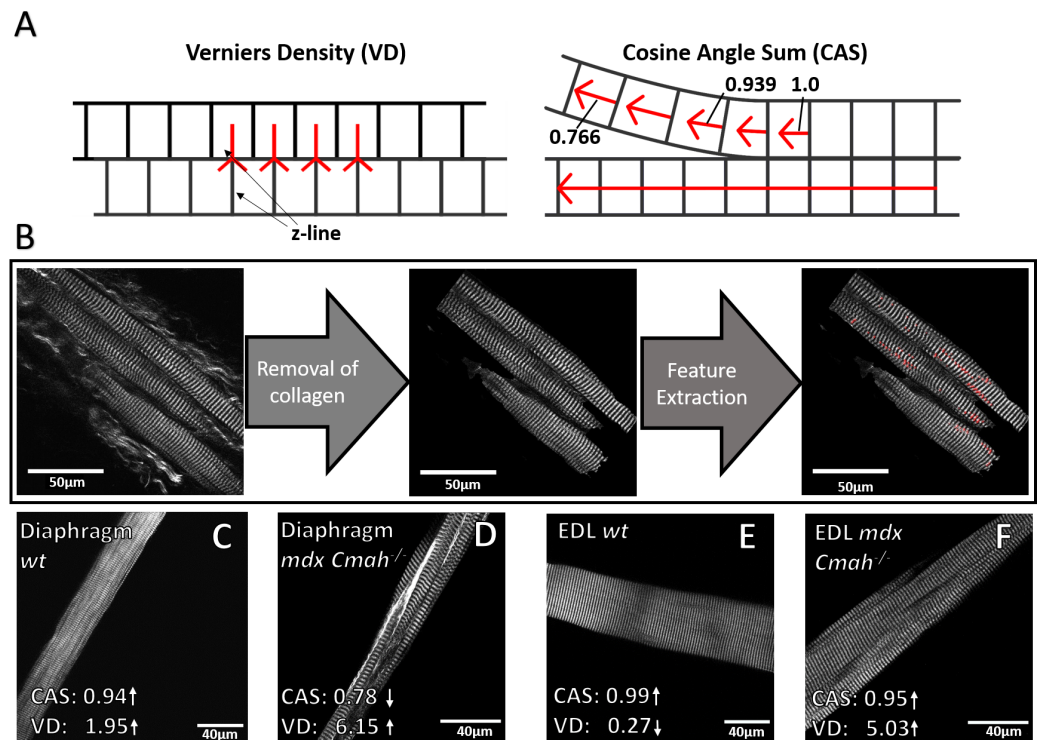 A
Verniers Density (VD)
Cosine Angle Sum (CAS)
0.939
1.0
0.766
z-line
B
Removal of
collagen
Feature
Extraction
50μm
50μm
50μm
Diaphragm
wt
C
CAS: 0.94↑
VD: 1.95↑
40μm
Diaphragm
mdx Cmah-/-
D
CAS: 0.78 ↓
VD: 6.15 ↑
40μm
EDL wt
E
CAS: 0.99↑
VD: 0.27↓
40μm
EDL mdx
Cmah-/-
F
CAS: 0.95↑
VD: 5.03↑
40μm